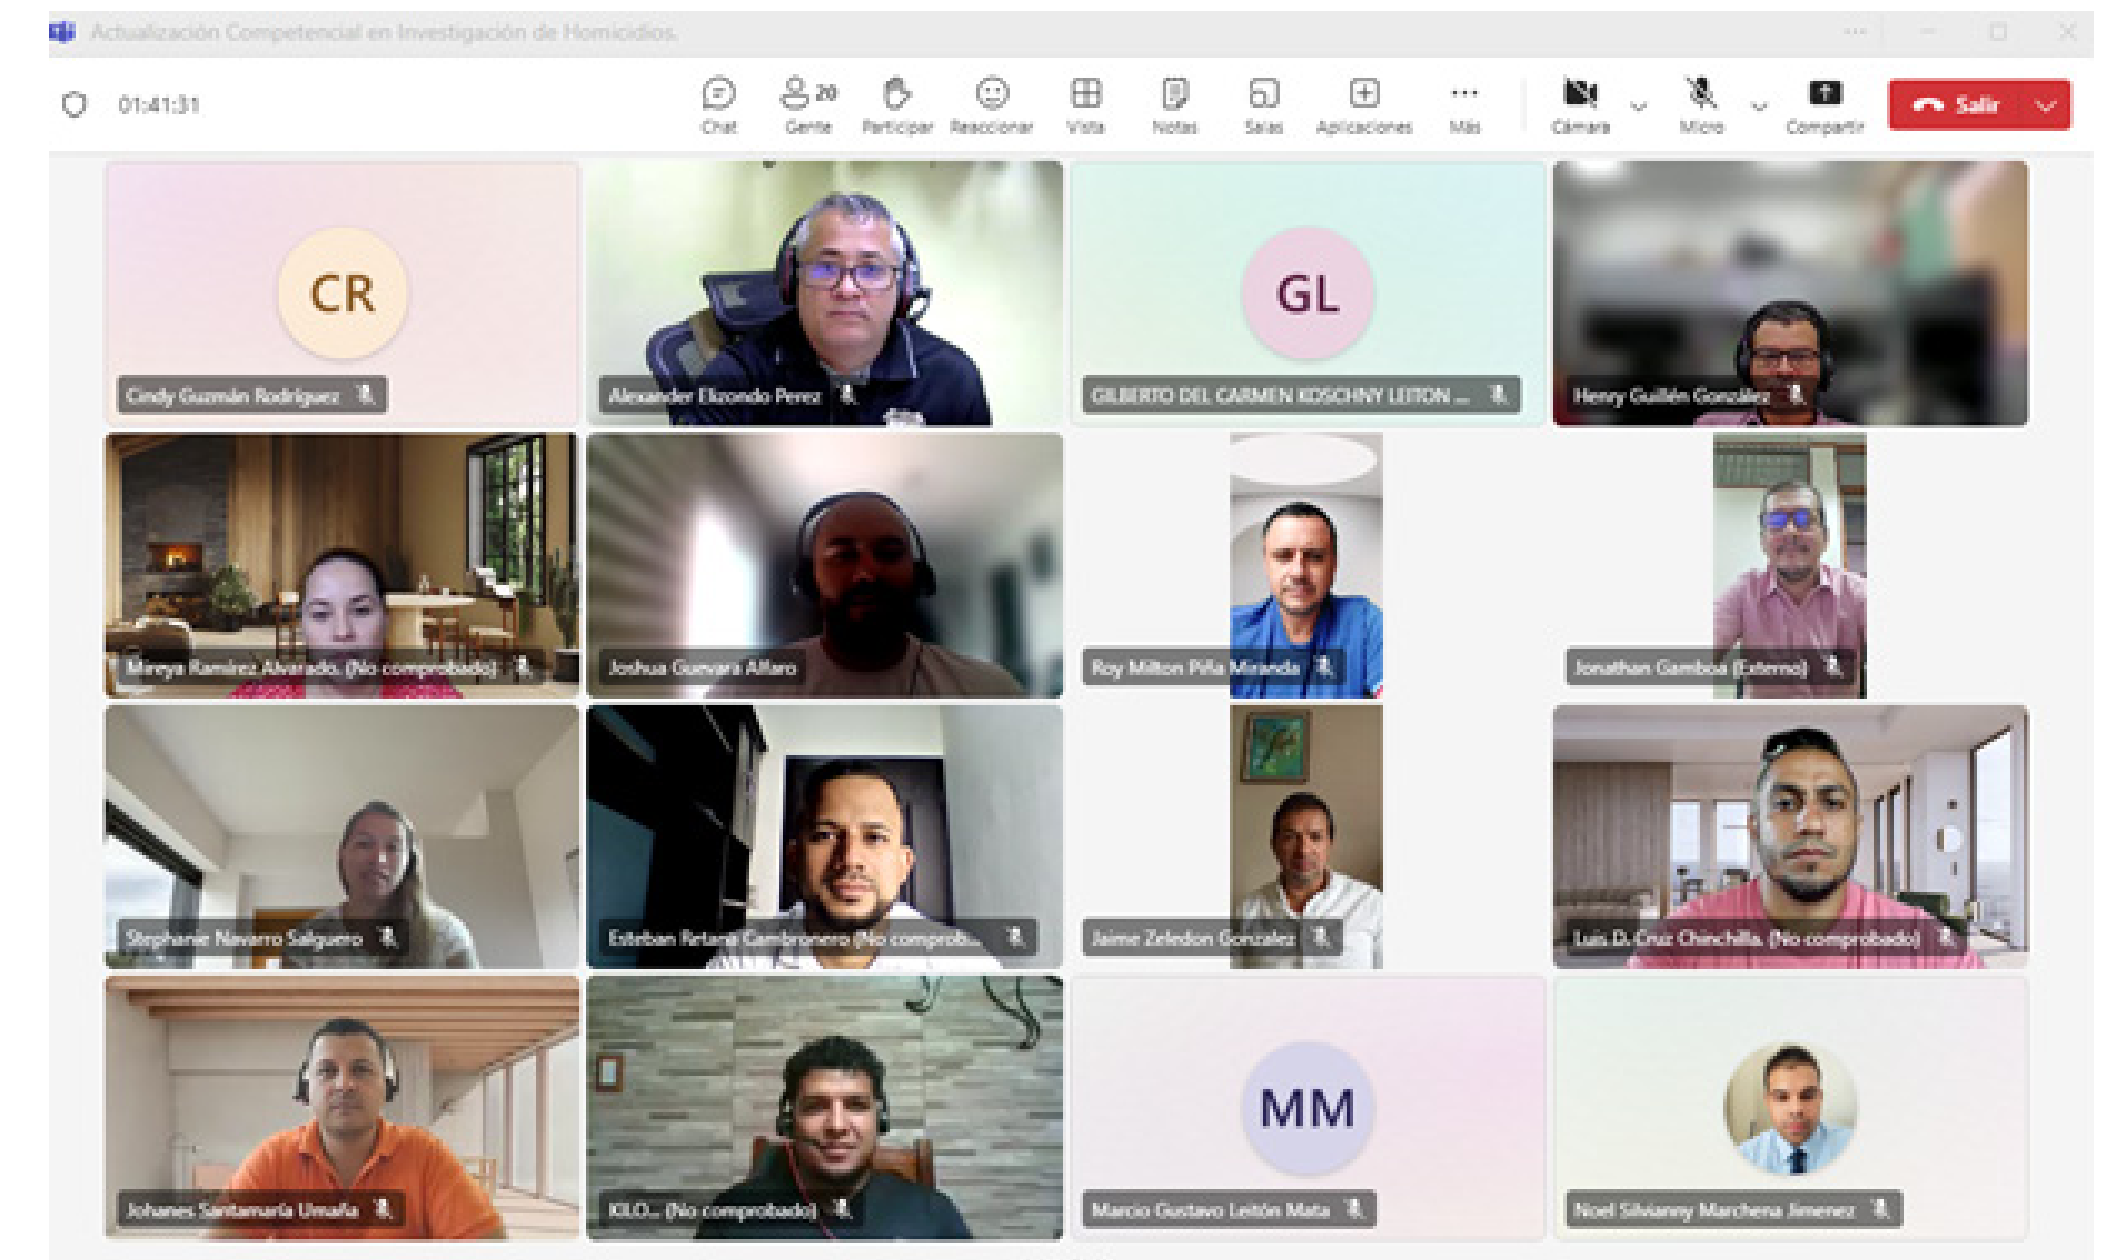 Actualización Competencial en Investigación de Homicidios.
01:41:31
Chat
Gente 20
Participar
Reaccionar
Vista
Notas
Salas
Aplicaciones
Más
Cámara
Micro
Compartir
Salir
CR
Cindy Guzmán Rodríguez
Alexander Elizondo Perez
GL
GILBERTO DEL CARMEN KOSCHNY LEITON ...
Henry Guillén González
Mireya Ramírez Alvarado. (No comprobado)
Joshua Guevara Alfaro
Roy Milton Piña Miranda
Jonathan Gamboa (Externo)
Stephanie Navarro Salguero
Esteban Retana Cambronero (No comprob...
Jaime Zeledon Gonzalez
Luis D. Cruz Chinchilla. (No comprobado)
Johanes Santamaría Umaña
KILO... (No comprobado)
MM
Marcio Gustavo Leitón Mata
Noel Silvianny Marchena Jimenez